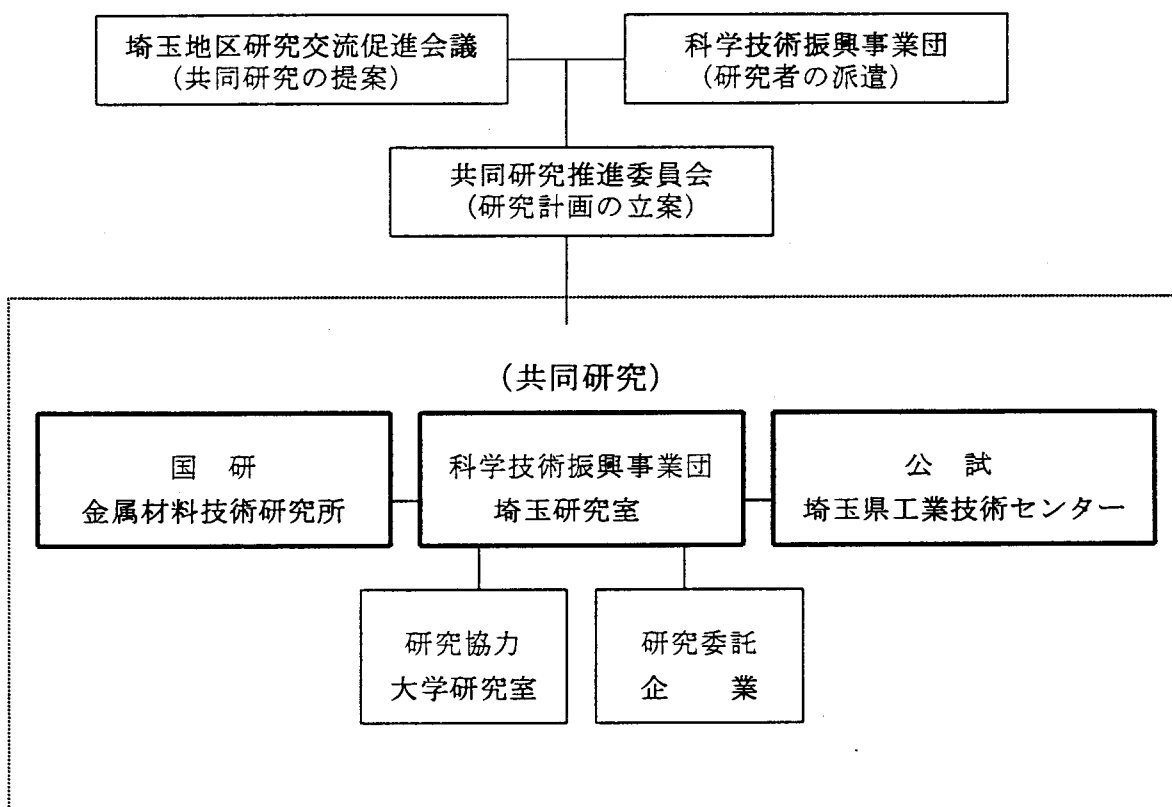 埼玉地区研究交流促進会議
(共同研究の提案)
科学技術振興事業団
(研究者の派遣)
共同研究推進委員会
(研究計画の立案)
(共同研究)
国　研
金属材料技術研究所
科学技術振興事業団
埼玉研究室
公　試
埼玉県工業技術センター
研究協力
大学研究室
研究委託
企　　業